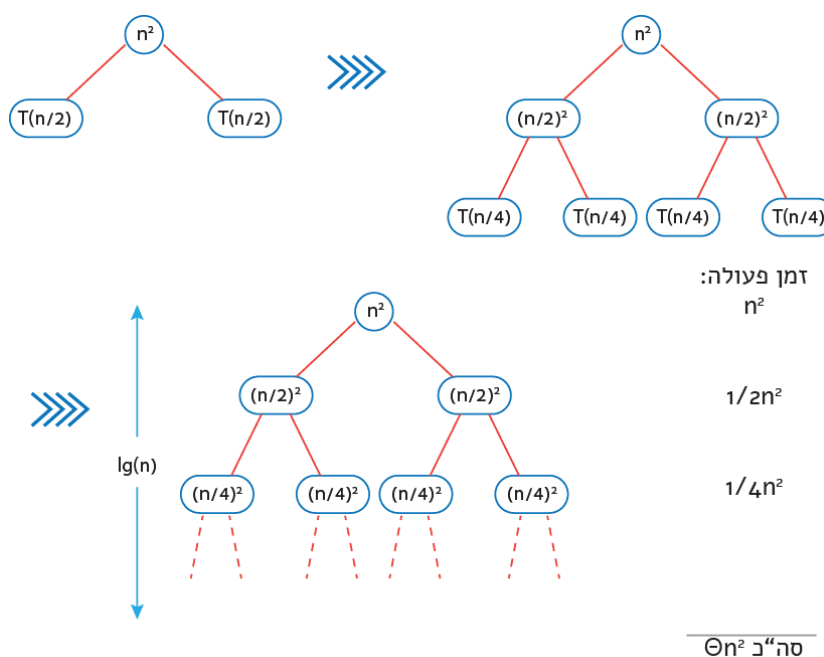 n²
T(n/2) T(n/2)
n²
(n/2)² (n/2)²
T(n/4) T(n/4) T(n/4) T(n/4)
זמן פעולה:
n²
n²
(n/2)² (n/2)²
1/2n²
lg(n)
(n/4)² (n/4)² (n/4)² (n/4)²
1/4n²
סה"כ Θn²